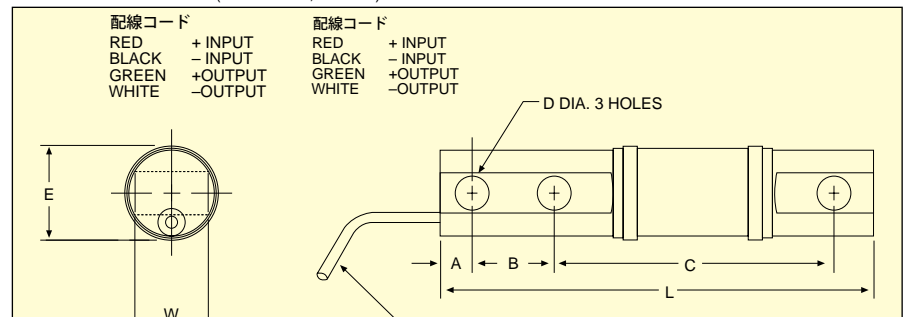 配線コード
RED + INPUT
BLACK – INPUT
GREEN +OUTPUT
WHITE –OUTPUT
配線コード
RED + INPUT
BLACK – INPUT
GREEN +OUTPUT
WHITE –OUTPUT
D DIA. 3 HOLES
E
A
B
C
L
W